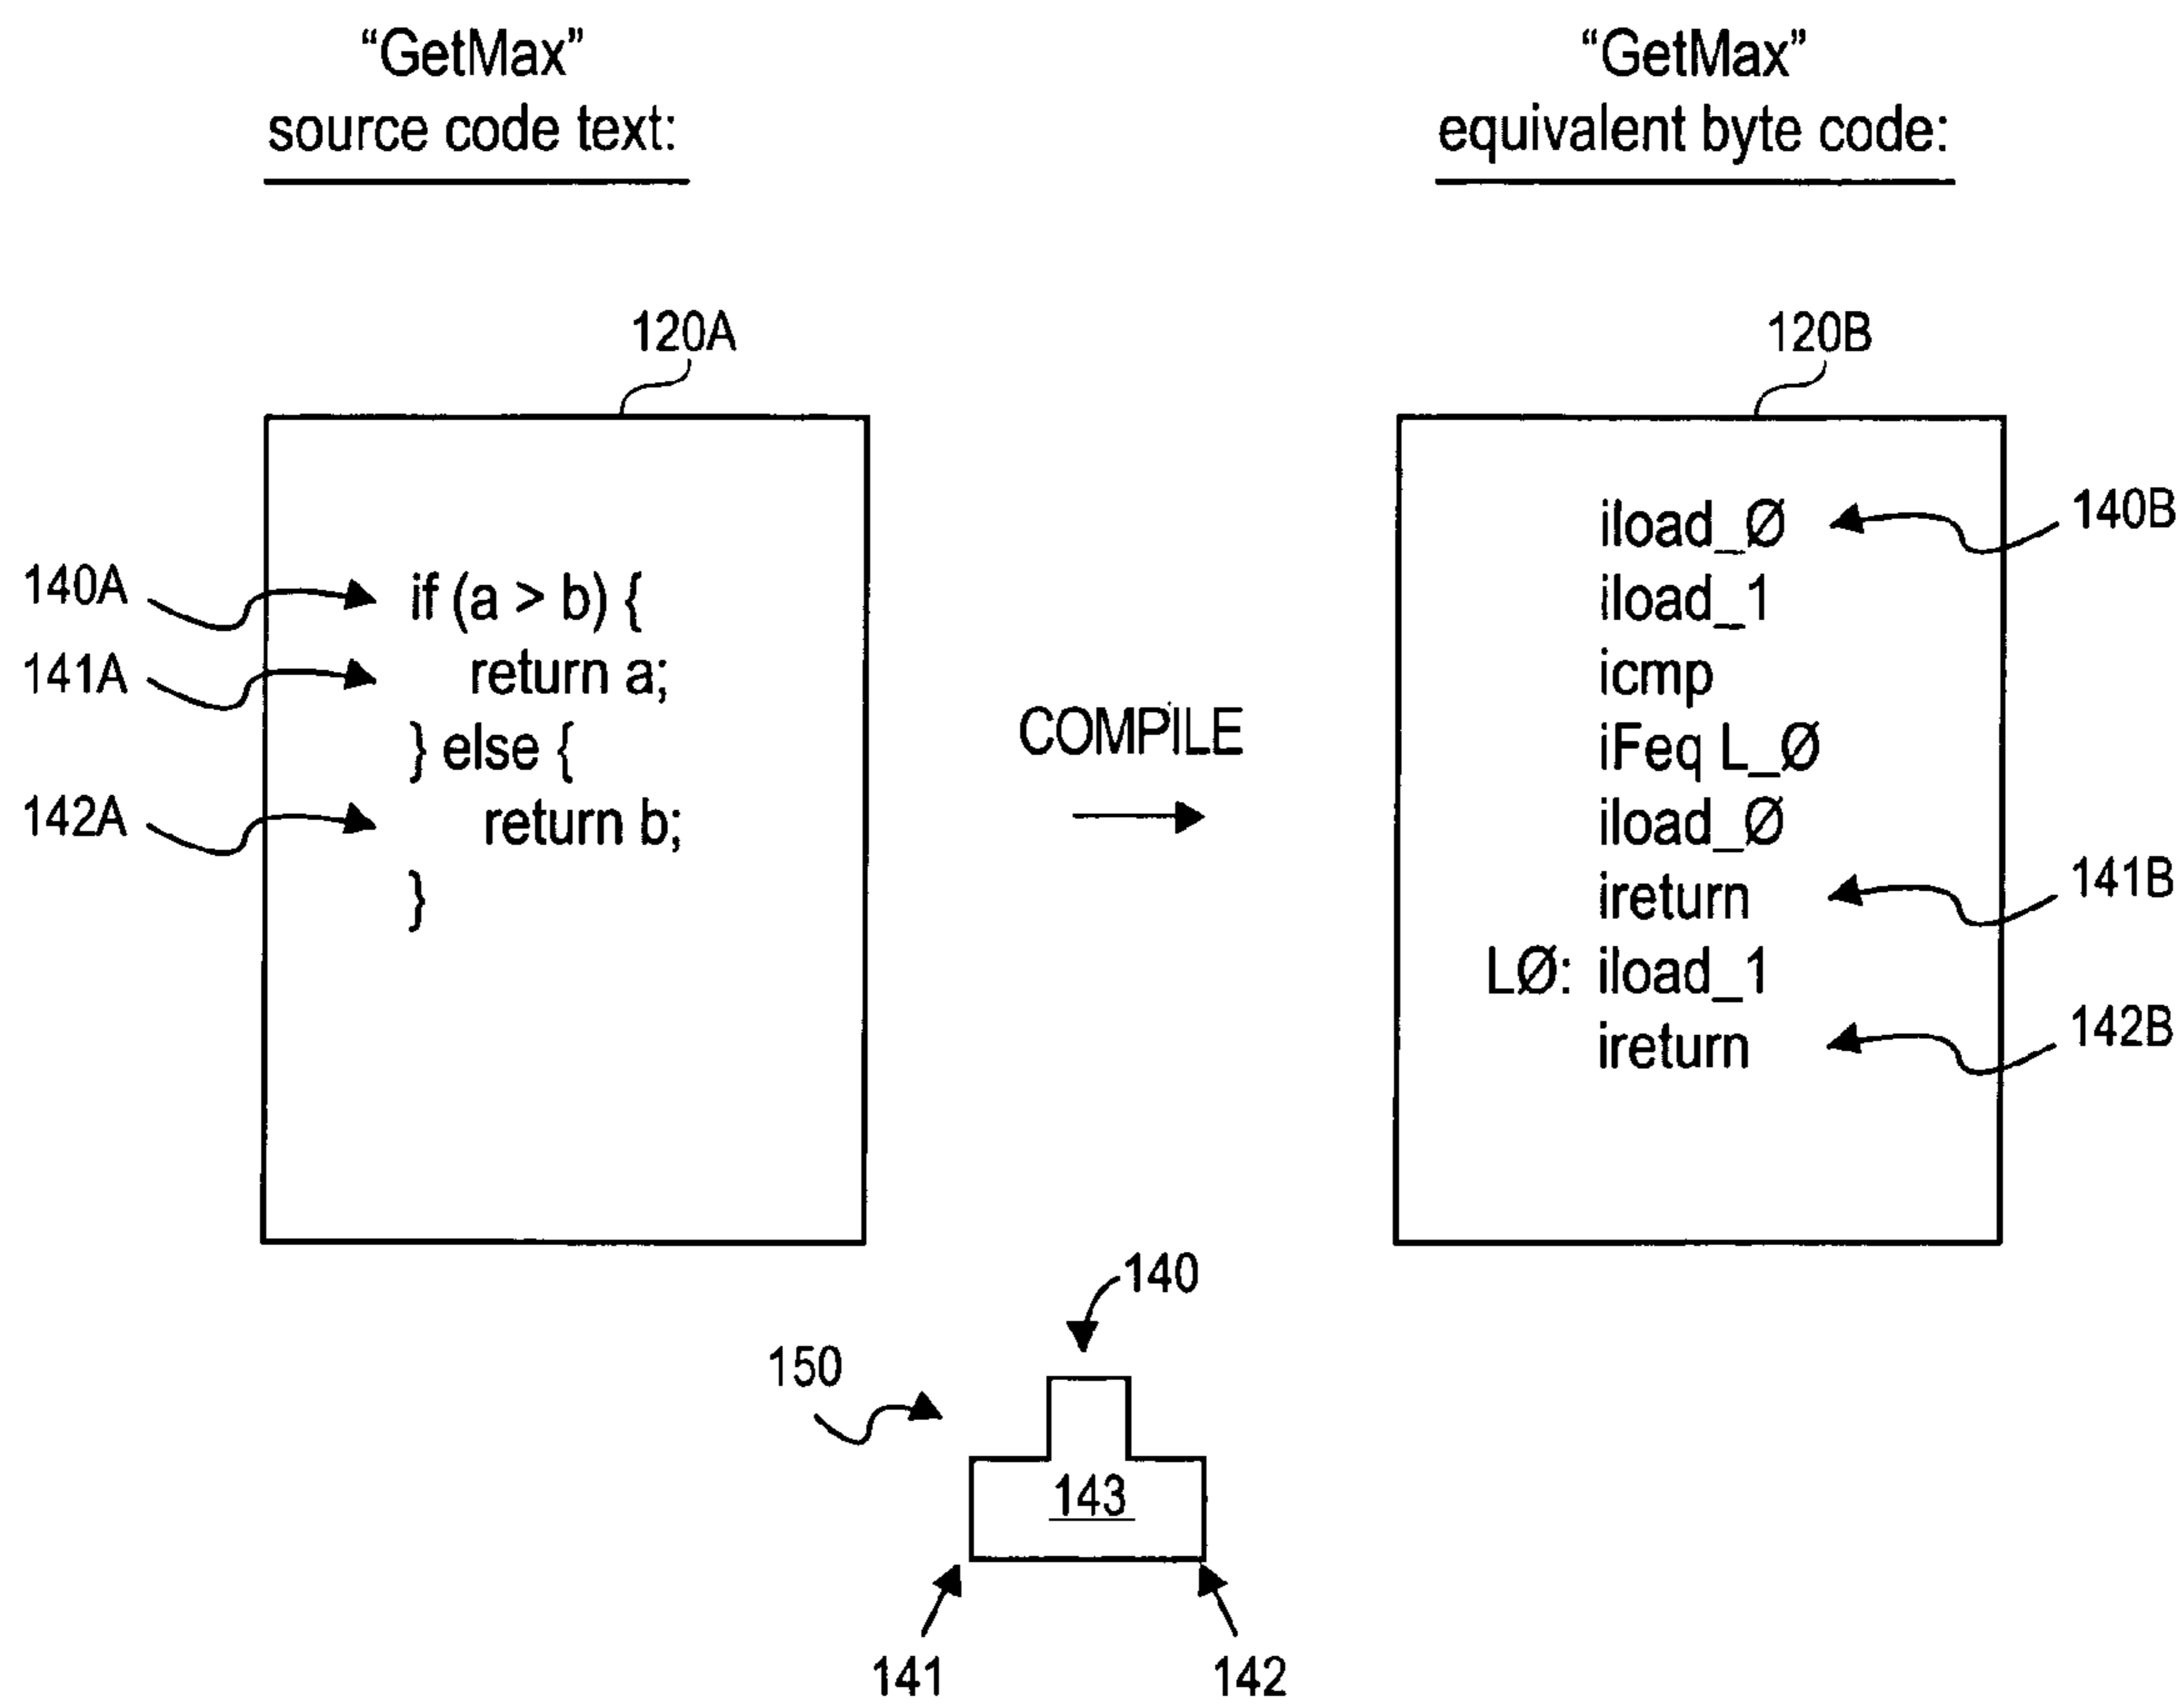 “GetMax”
source code text:
“GetMax”
equivalent byte code:
120A
120B
140A
if (a > b) {
141A
return a;
} else {
142A
return b;
}
COMPILE
iload_Ø
140B
iload_1
icmp
iFeq L_Ø
iload_Ø
ireturn
141B
LØ: iload_1
ireturn
142B
140
150
143
141
142